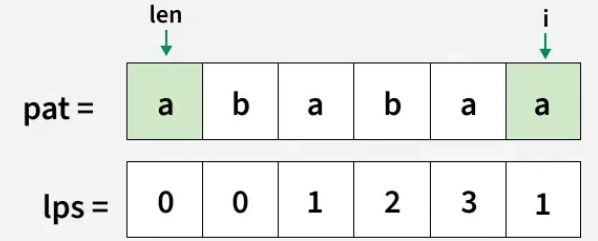 len i
pat = a b a b a a
lps = 0 0 1 2 3 1